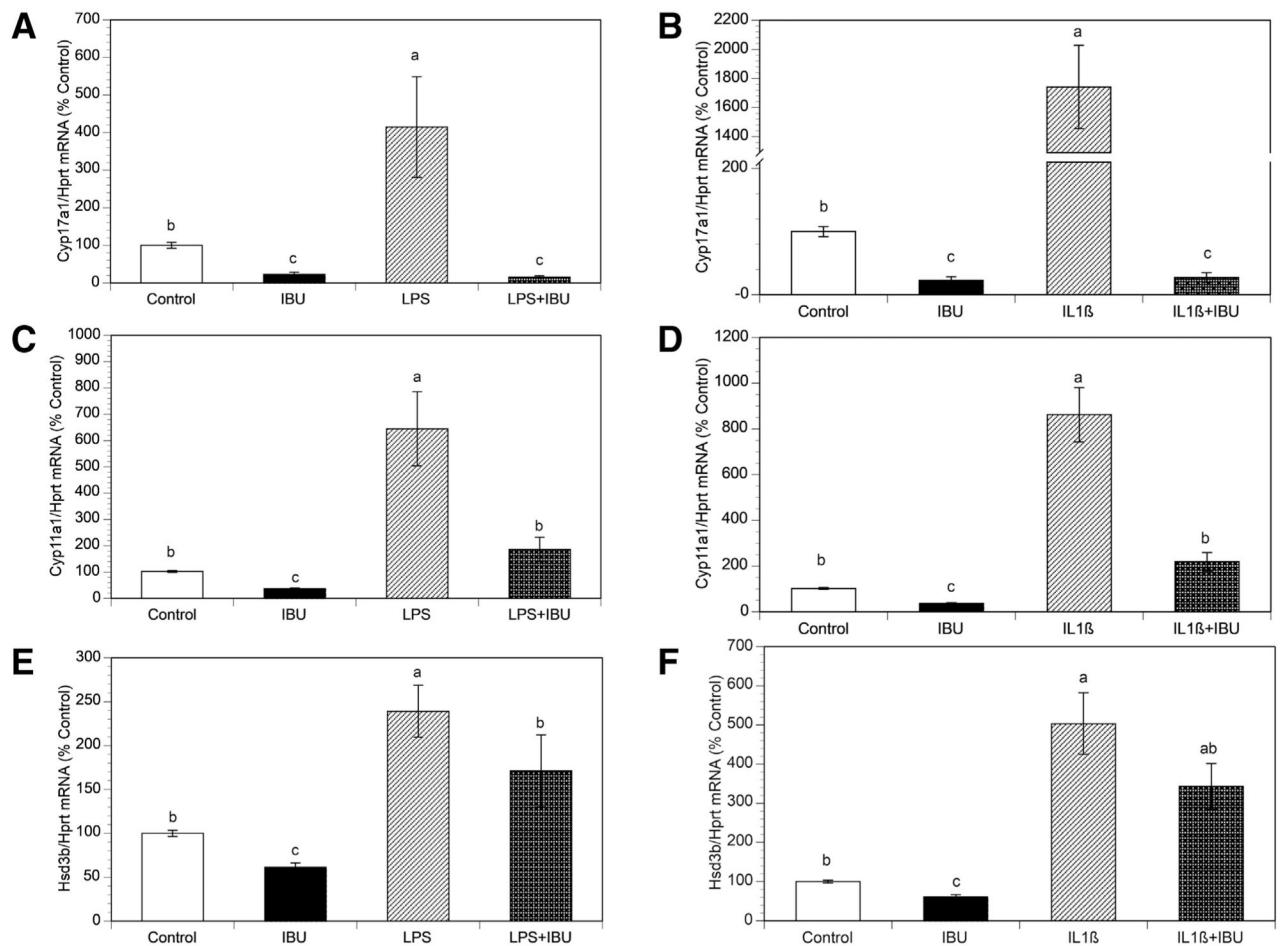 A
Cyp17a1/Hprt mRNA (% Control)
700
600
500
400
300
200
100
0
b
c
a
c
Control IBU LPS LPS+IBU
B
Cyp17a1/Hprt mRNA (% Control)
2200
2000
1800
1600
1400
200
-0
b
c
a
c
Control IBU IL1ß IL1ß+IBU
C
Cyp11a1/Hprt mRNA (% Control)
1000
900
800
700
600
500
400
300
200
100
0
b
c
a
b
Control IBU LPS LPS+IBU
D
Cyp11a1/Hprt mRNA (% Control)
1200
1000
800
600
400
200
0
b
c
a
b
Control IBU IL1ß IL1ß+IBU
E
Hsd3b/Hprt mRNA (% Control)
300
250
200
150
100
50
0
b
c
a
b
Control IBU LPS LPS+IBU
F
Hsd3b/Hprt mRNA (% Control)
700
600
500
400
300
200
100
0
b
c
a
ab
Control IBU IL1ß IL1ß+IBU